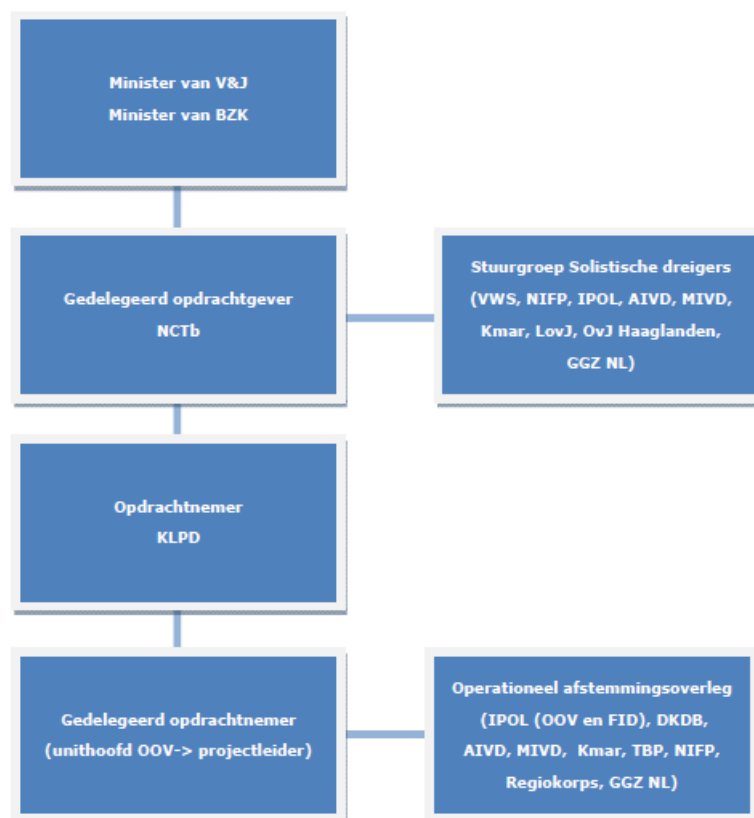 Minister van V&J
Minister van BZK
Gedelegeerd opdrachtgever
NCTb
Stuurgroep Solistische dreigers
(VWS, NIFP, IPOL, AIVD, MIVD,
Kmar, LovJ, OvJ Haaglanden,
GGZ NL)
Opdrachtnemer
KLPD
Gedelegeerd opdrachtnemer
(unithoofd OOV-> projectleider)
Operationeel afstemmingsoverleg
(IPOL (OOV en FID), DKDB,
AIVD, MIVD, Kmar, TBP, NIFP,
Regiokorps, GGZ NL)